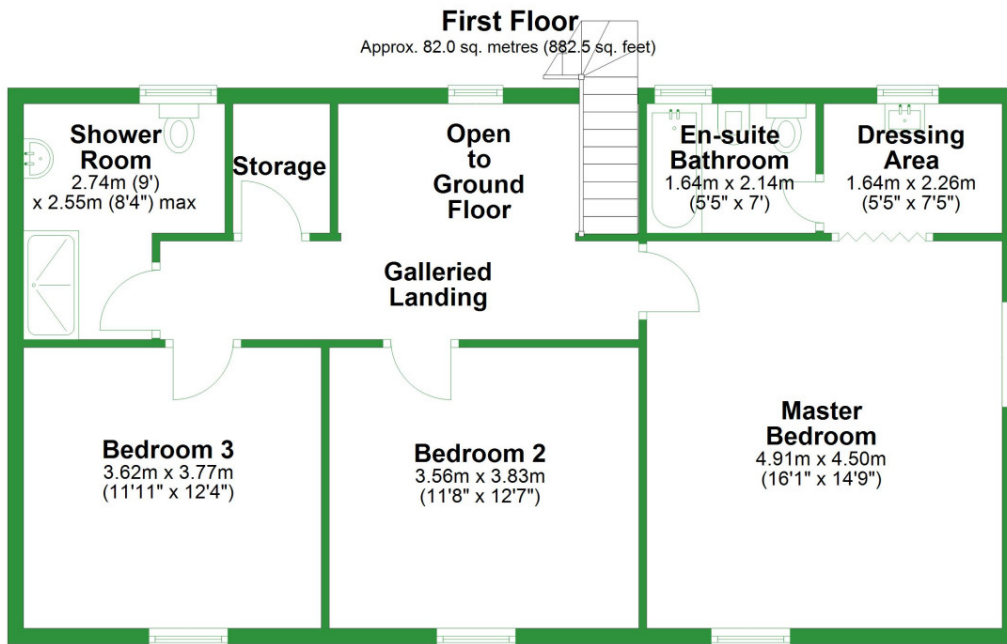 First Floor
Approx. 82.0 sq. metres (882.5 sq. feet)
Shower
Room
2.74m (9')
x 2.55m (8'4") max
Storage
Open
to
Ground
Floor
En-suite
Bathroom
1.64m x 2.14m
(5'5" x 7')
Dressing
Area
1.64m x 2.26m
(5'5" x 7'5")
Galleried
Landing
Bedroom 3
3.62m x 3.77m
(11'11" x 12'4")
Bedroom 2
3.56m x 3.83m
(11'8" x 12'7")
Master
Bedroom
4.91m x 4.50m
(16'1" x 14'9")